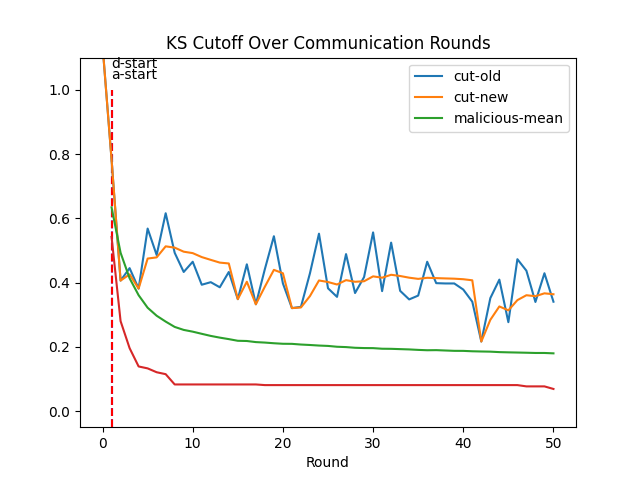 KS Cutoff Over Communication Rounds
d-start
a-start
cut-old
cut-new
malicious-mean
1.0
0.8
0.6
0.4
0.2
0.0
0 10 20 30 40 50
Round